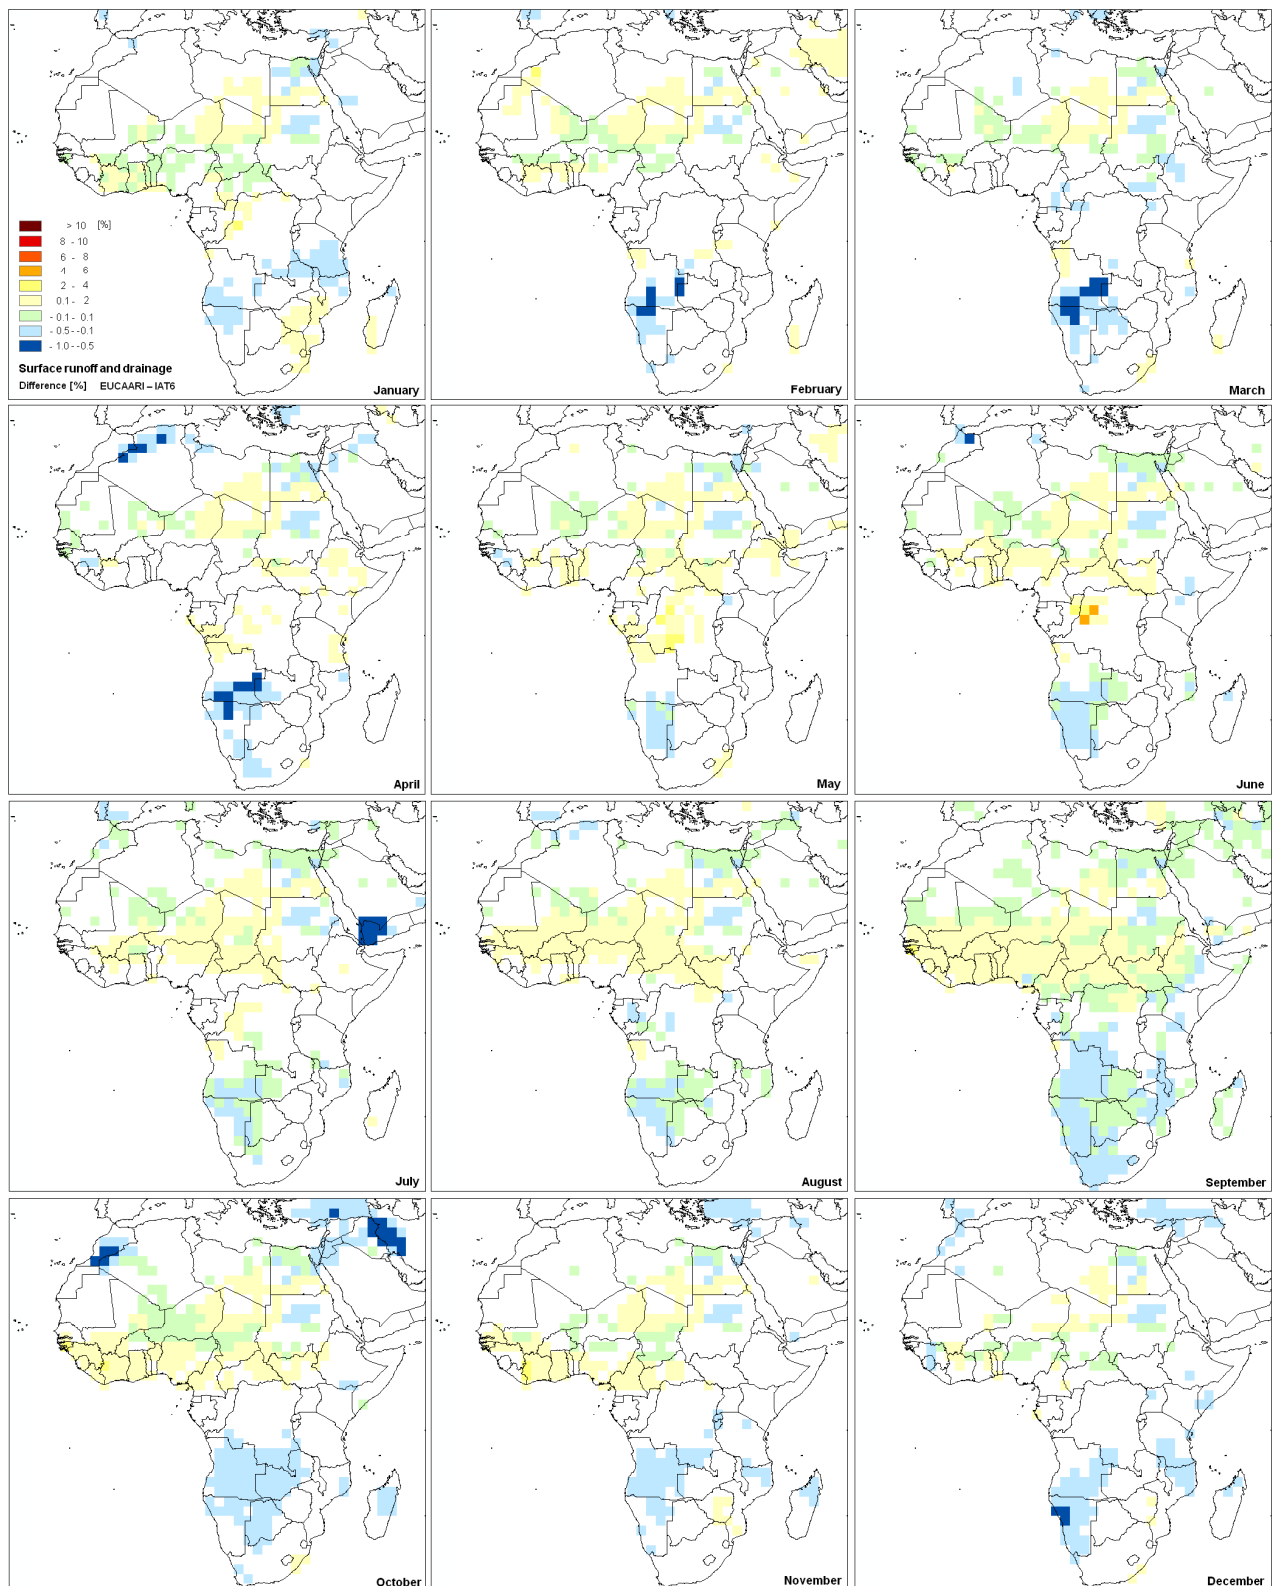 > 10 [%]
8 - 10
6 - 8
4 6
2 - 4
0.1 - 2
- 0.1 - 0.1
- 0.5 - -0.1
- 1.0 - -0.5
Surface runoff and drainage
Difference [%] EUCAARI – IAT6
January
February
March
April
May
June
July
August
September
October
November
December